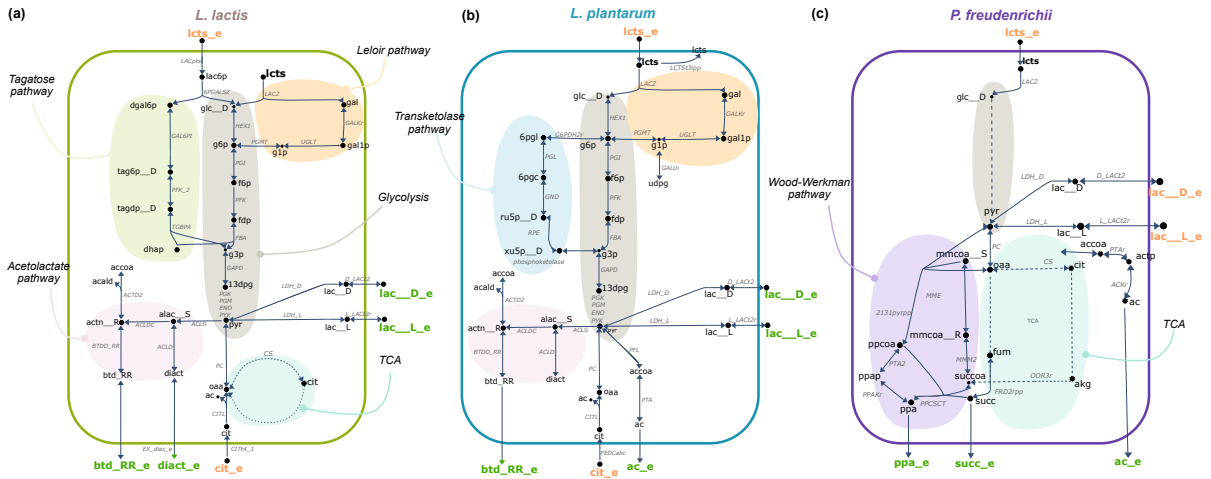 (a)
L. lactis
lcts_e
LACpts
lac6p
6PGALSZ
lcts
LACZ
Leloir pathway
Tagatose
pathway
dgal6p
glc__D
gal
GAL6PI
HEX1
GALKr
g6p
PGMT
g1p
UGLT
gal1p
PGI
tag6p__D
f6p
PFK_2
PFK
tagdp__D
fdp
TGBPA
FBA
dhap
g3p
Glycolysis
GAPD
13dpg
PGK
PGM
ENO
PYK
pyr
Acetolactate
pathway
accoa
acald
ACTD2
actn__R
ACLDC
alac__S
ACLS
BTDD_RR
ACLD
btd_RR
diact
LDH_D
lac__D
D_LACt2
lac__D_e
LDH_L
lac__L
L_LACt2r
lac__L_e
PC
CS
oaa
cit
ac
CITL
cit
TCA
EX_diac_e
CITt4_1
btd_RR_e
diact_e
cit_e
(b)
L. plantarum
lcts_e
lcts
lcts
LCTSt3ipp
LACZ
glc__D
gal
HEX1
GALKr
Transketolase
pathway
6pgl
G6PDH2r
g6p
PGMT
g1p
UGLT
gal1p
PGL
PGI
GALUi
6pgc
f6p
udpg
GND
PFK
ru5p__D
fdp
RPE
FBA
xu5p__D
g3p
phosphoketolase
GAPD
13dpg
PGK
PGM
ENO
PYK
pyr
accoa
acald
ACTD2
actn__R
ACLDC
alac__S
ACLS
BTDD_RR
ACLD
btd_RR
diact
LDH_D
lac__D
D_LACt2
lac__D_e
LDH_L
lac__L
L_LACt2r
lac__L_e
PFL
PC
accoa
oaa
ac
PTA
CITL
cit
ac
FEDCabc
btd_RR_e
cit_e
ac_e
(c)
P. freudenrichii
lcts_e
lcts
LACZ
glc__D
Wood-Werkman
pathway
LDH_D
lac__D
D_LACt2
lac__D_e
pyr
LDH_L
lac__L
L_LACt2r
lac__L_e
PC
mmcoa__S
oaa
CS
cit
accoa
PTAr
actp
MME
ACKr
ac
2131pyrpp
mmcoa__R
TCA
TCA
ppcoa
PTA2
MMM2
fum
ppap
succoa
OOR3r
akg
PPAKr
PPCSCT
FRD2rpp
ppa
succ
ppa_e
succ_e
ac_e